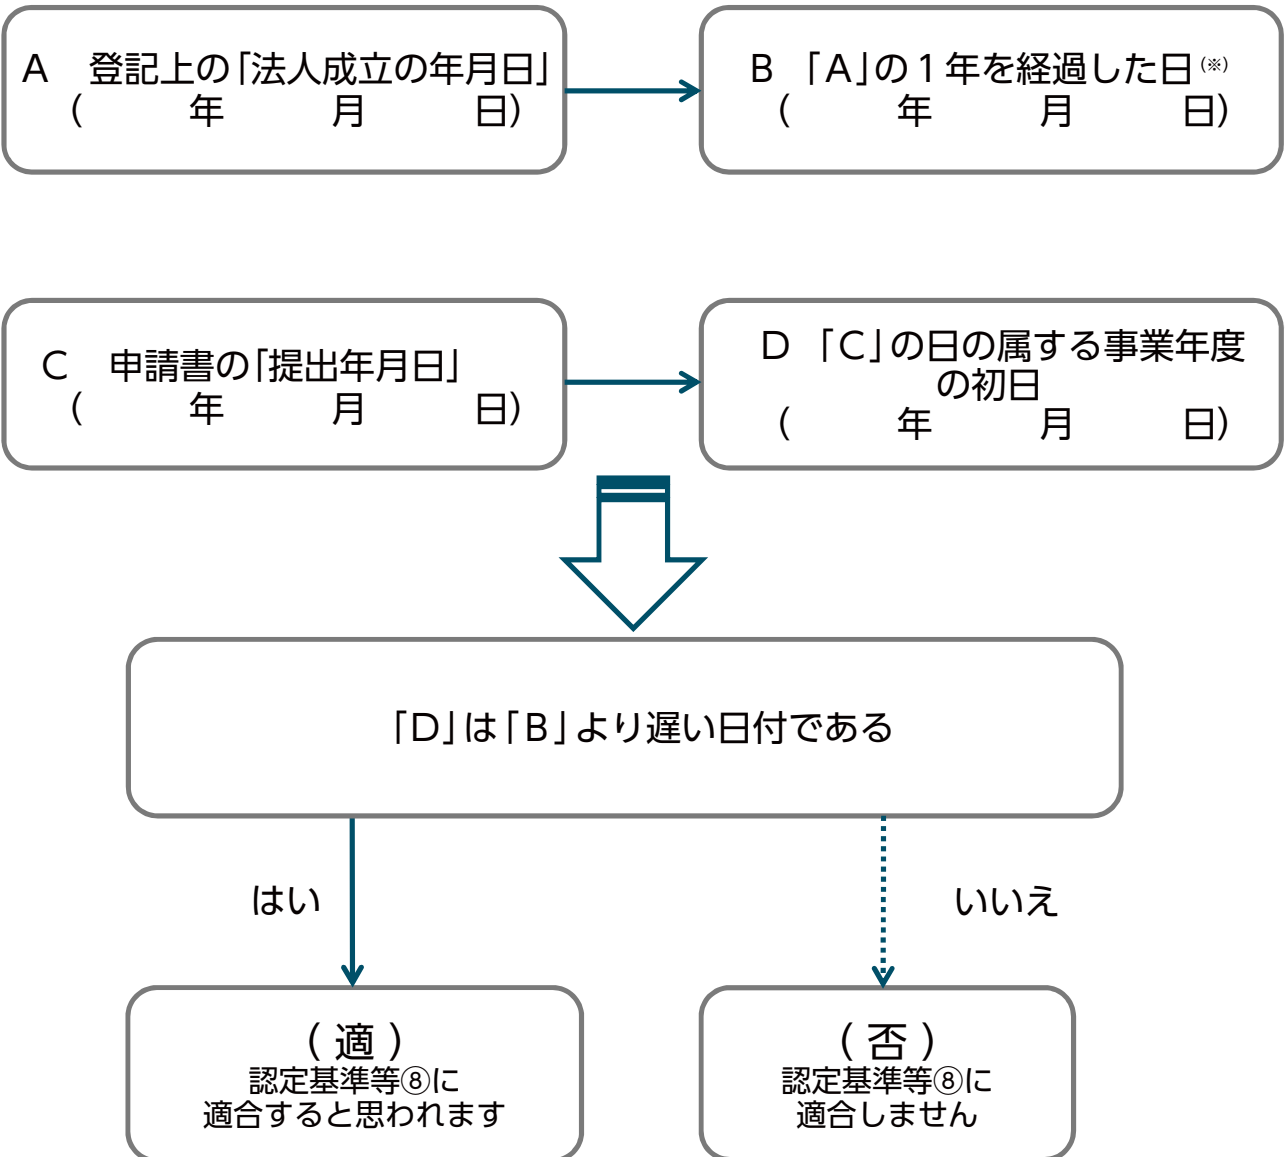 A　登記上の「法人成立の年月日」
(　　　年　　　月　　　日)
B 「A」の1年を経過した日(※)
(　　　年　　　月　　　日)
C　申請書の「提出年月日」
(　　　年　　　月　　　日)
D 「C」の日の属する事業年度
の初日
(　　　年　　　月　　　日)
「D」は「B」より遅い日付である
はい
いいえ
( 適 )
認定基準等⑧に
適合すると思われます
( 否 )
認定基準等⑧に
適合しません